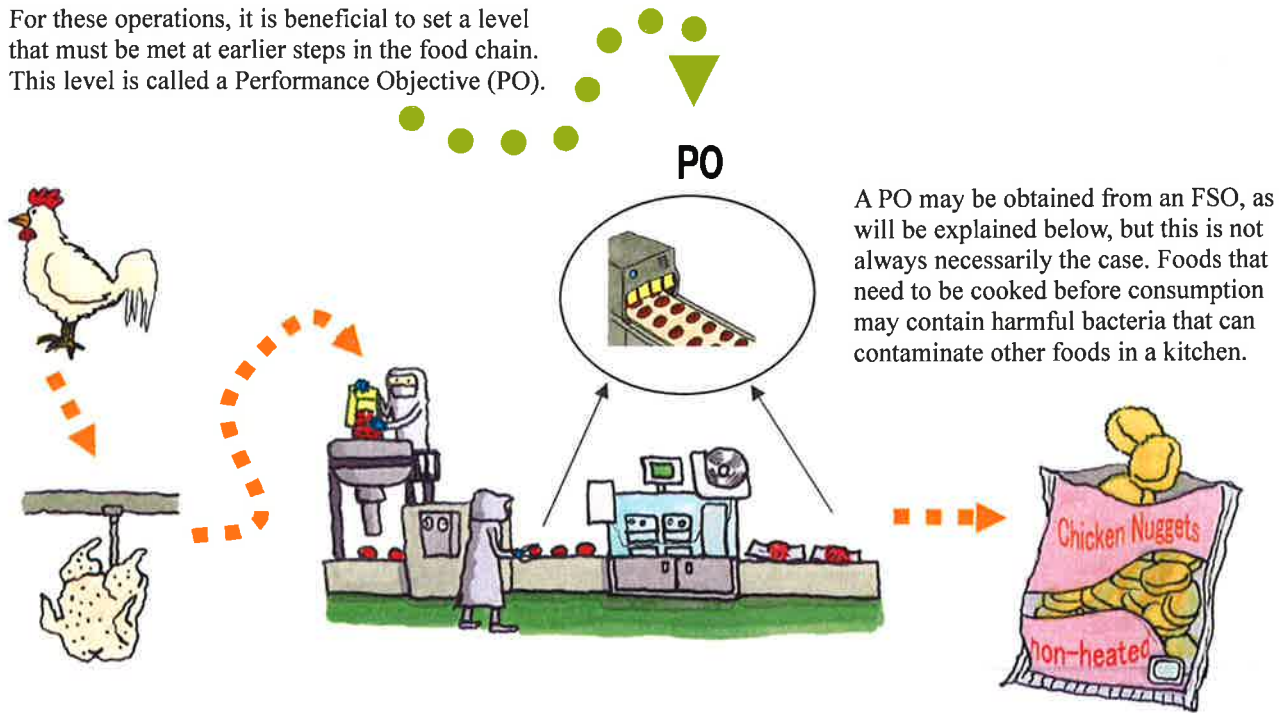 For these operations, it is beneficial to set a level
that must be met at earlier steps in the food chain.
This level is called a Performance Objective (PO).
PO
A PO may be obtained from an FSO, as
will be explained below, but this is not
always necessarily the case. Foods that
need to be cooked before consumption
may contain harmful bacteria that can
contaminate other foods in a kitchen.
Chicken Nuggets
non-heated